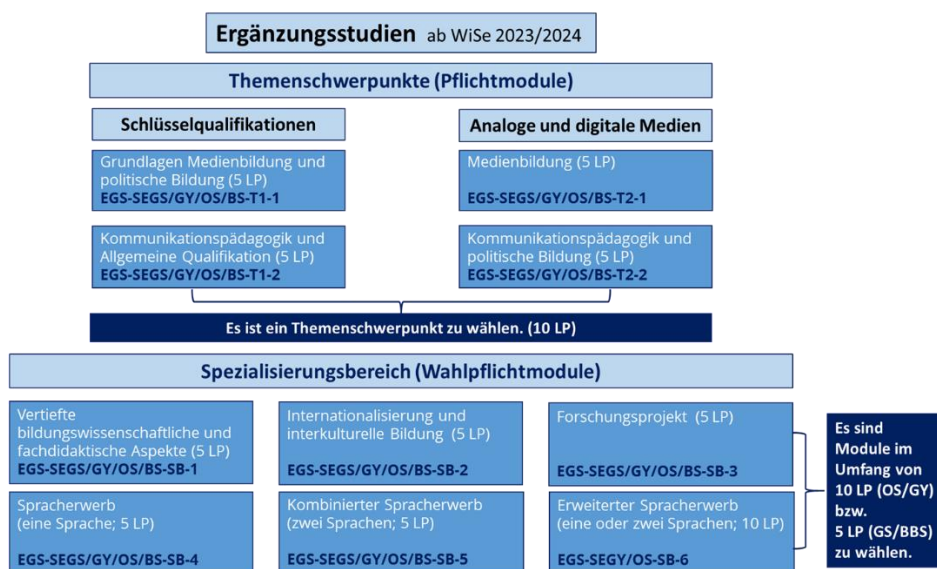 Ergänzungsstudien ab WiSe 2023/2024
Themenschwerpunkte (Pflichtmodule)
Schlüsselqualifikationen
Grundlagen Medienbildung und
politische Bildung (5 LP)
EGS-SEGS/GY/OS/BS-T1-1
Kommunikationspädagogik und
Allgemeine Qualifikation (5 LP)
EGS-SEGS/GY/OS/BS-T1-2
Analoge und digitale Medien
Medienbildung (5 LP)
EGS-SEGS/GY/OS/BS-T2-1
Kommunikationspädagogik und
politische Bildung (5 LP)
EGS-SEGS/GY/OS/BS-T2-2
Es ist ein Themenschwerpunkt zu wählen. (10 LP)
Spezialisierungsbereich (Wahlpflichtmodule)
Vertiefte
bildungswissenschaftliche und
fachdidaktische Aspekte (5 LP)
EGS-SEGS/GY/OS/BS-SB-1
Internationalisierung und
interkulturelle Bildung (5 LP)
EGS-SEGS/GY/OS/BS-SB-2
Forschungsprojekt (5 LP)
EGS-SEGS/GY/OS/BS-SB-3
Spracherwerb
(eine Sprache; 5 LP)
EGS-SEGS/GY/OS/BS-SB-4
Kombinierter Spracherwerb
(zwei Sprachen; 5 LP)
EGS-SEGS/GY/OS/BS-SB-5
Erweiterter Spracherwerb
(eine oder zwei Sprachen; 10 LP)
EGS-SEGY/OS-SB-6
Es sind
Module im
Umfang von
10 LP (OS/GY)
bzw.
5 LP (GS/BBS)
zu wählen.